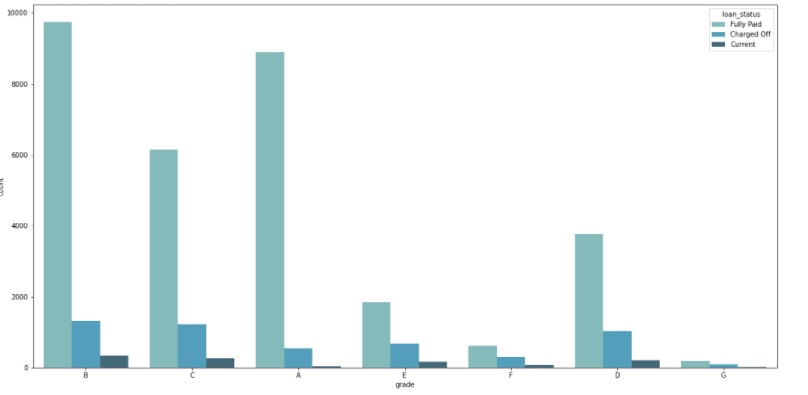 10000
8000
6000
4000
2000
0
count
B C A E F D G
grade
loan_status
Fully Paid
Charged Off
Current